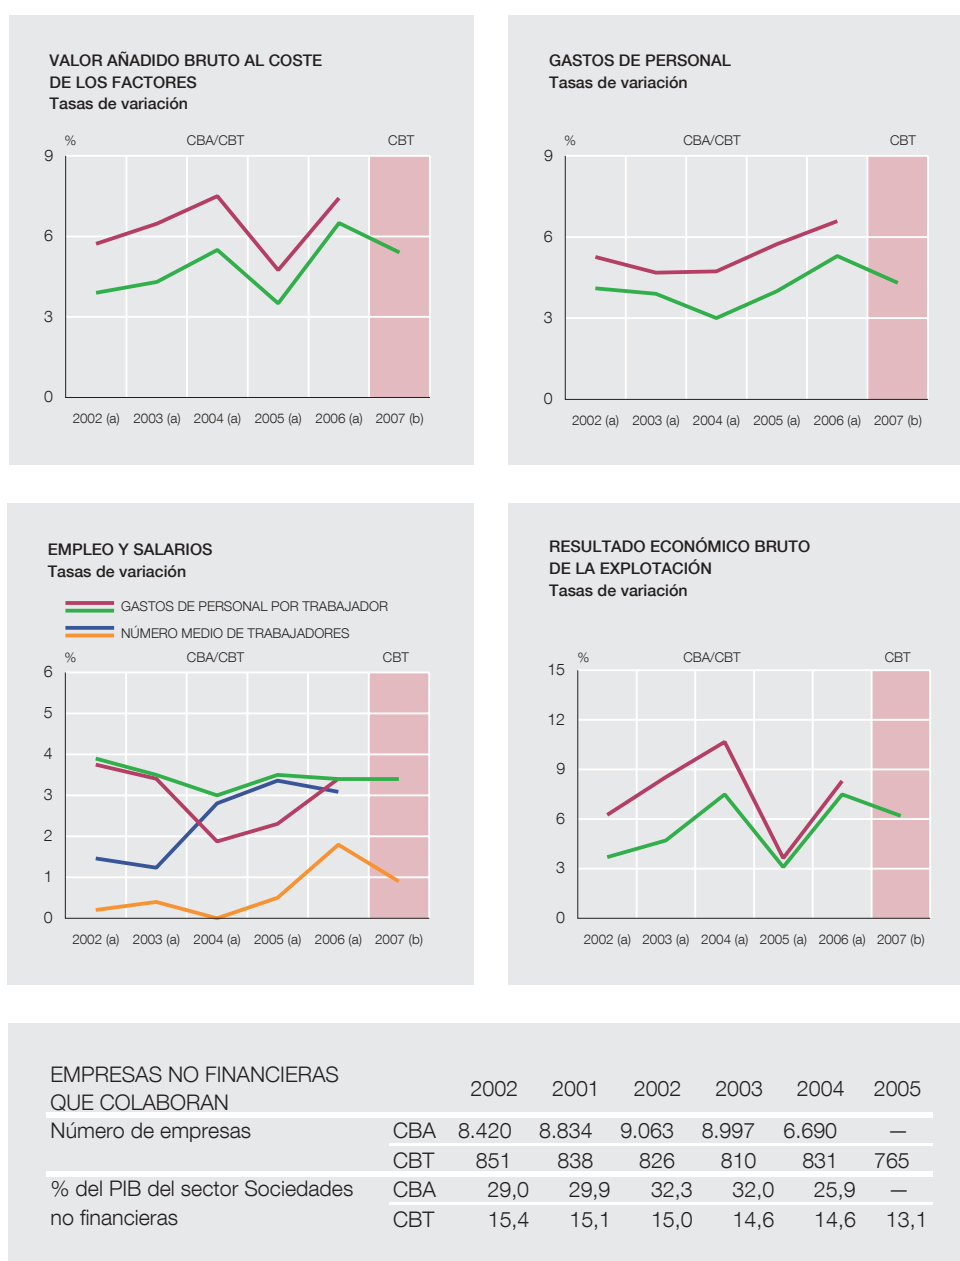 VALOR AÑADIDO BRUTO AL COSTE
DE LOS FACTORES
Tasas de variación
% CBA/CBT CBT
9
6
3
0
2002 (a) 2003 (a) 2004 (a) 2005 (a) 2006 (a) 2007 (b)
GASTOS DE PERSONAL
Tasas de variación
% CBA/CBT CBT
9
6
3
0
2002 (a) 2003 (a) 2004 (a) 2005 (a) 2006 (a) 2007 (b)
EMPLEO Y SALARIOS
Tasas de variación
GASTOS DE PERSONAL POR TRABAJADOR
NÚMERO MEDIO DE TRABAJADORES
% CBA/CBT CBT
6
5
4
3
2
1
0
2002 (a) 2003 (a) 2004 (a) 2005 (a) 2006 (a) 2007 (b)
RESULTADO ECONÓMICO BRUTO
DE LA EXPLOTACIÓN
Tasas de variación
% CBA/CBT CBT
15
12
9
6
3
0
2002 (a) 2003 (a) 2004 (a) 2005 (a) 2006 (a) 2007 (b)
EMPRESAS NO FINANCIERAS
QUE COLABORAN 2002 2001 2002 2003 2004 2005
Número de empresas CBA 8.420 8.834 9.063 8.997 6.690 —
CBT 851 838 826 810 831 765
% del PIB del sector Sociedades CBA 29,0 29,9 32,3 32,0 25,9 —
no financieras CBT 15,4 15,1 15,0 14,6 14,6 13,1